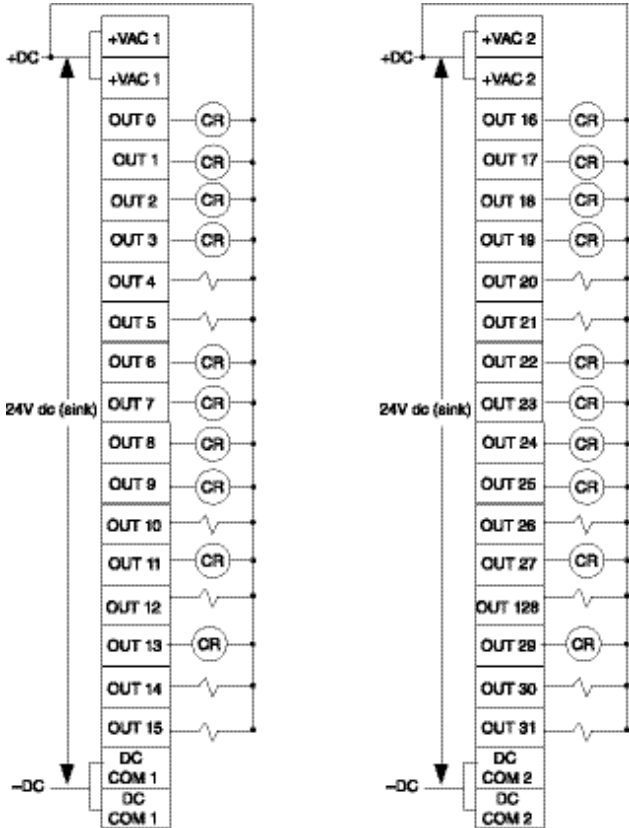 +DC
+VAC 1
+VAC 1
OUT 0 CR
OUT 1 CR
OUT 2 CR
OUT 3 CR
OUT 4
OUT 5
OUT 6 CR
OUT 7 CR
24V dc (sink)
OUT 8 CR
OUT 9 CR
OUT 10
OUT 11 CR
OUT 12
OUT 13 CR
OUT 14
OUT 15
DC
COM 1
−DC
DC
COM 1
+DC
+VAC 2
+VAC 2
OUT 16 CR
OUT 17 CR
OUT 18 CR
OUT 19 CR
OUT 20
OUT 21
OUT 22 CR
OUT 23 CR
24V dc (sink)
OUT 24 CR
OUT 25 CR
OUT 26
OUT 27 CR
OUT 128
OUT 29 CR
OUT 30
OUT 31
DC
COM 2
−DC
DC
COM 2